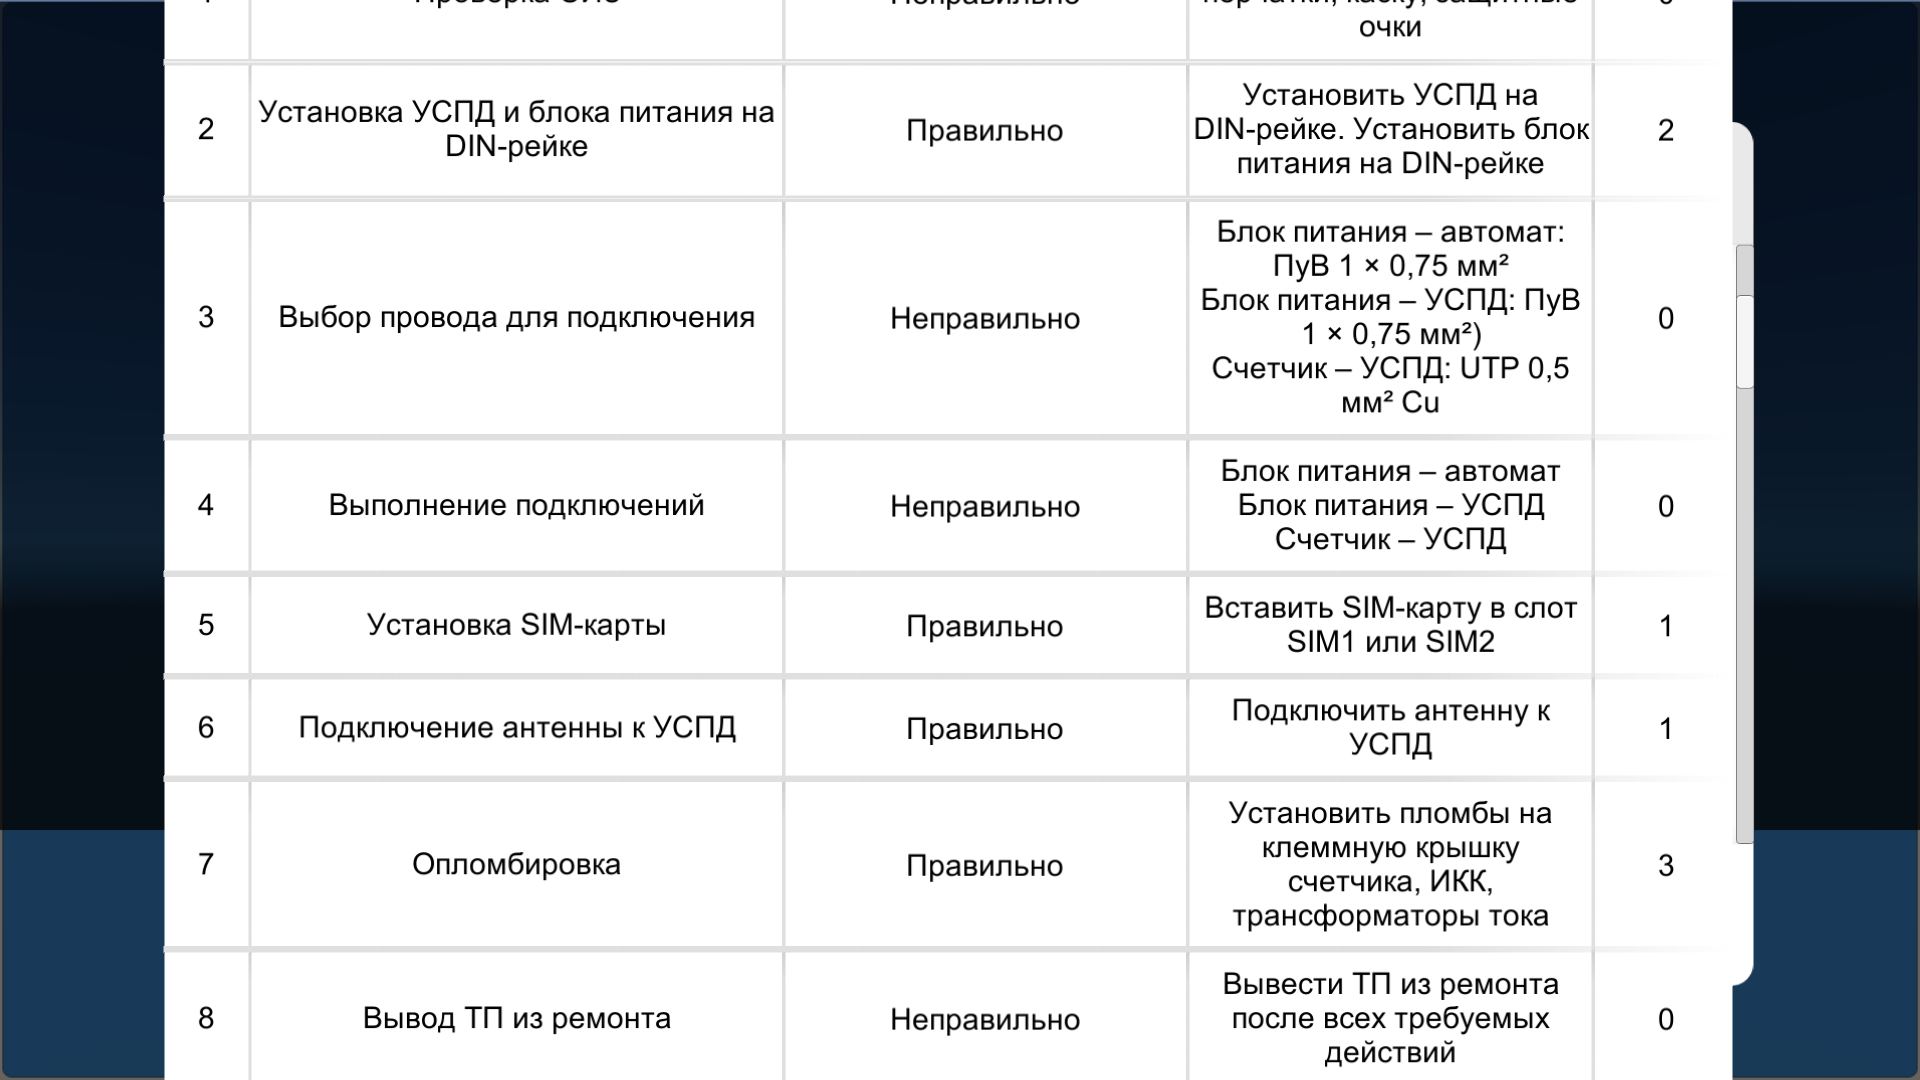 очки
2
Установка УСПД и блока питания на
DIN-рейке
Правильно
Установить УСПД на
DIN-рейке. Установить блок
питания на DIN-рейке
2
3
Выбор провода для подключения
Неправильно
Блок питания – автомат:
ПуВ 1 × 0,75 мм²
Блок питания – УСПД: ПуВ
1 × 0,75 мм²)
Счетчик – УСПД: UTP 0,5
мм² Cu
0
4
Выполнение подключений
Неправильно
Блок питания – автомат
Блок питания – УСПД
Счетчик – УСПД
0
5
Установка SIM-карты
Правильно
Вставить SIM-карту в слот
SIM1 или SIM2
1
6
Подключение антенны к УСПД
Правильно
Подключить антенну к
УСПД
1
7
Опломбировка
Правильно
Установить пломбы на
клеммную крышку
счетчика, ИКК,
трансформаторы тока
3
8
Вывод ТП из ремонта
Неправильно
Вывести ТП из ремонта
после всех требуемых
действий
0